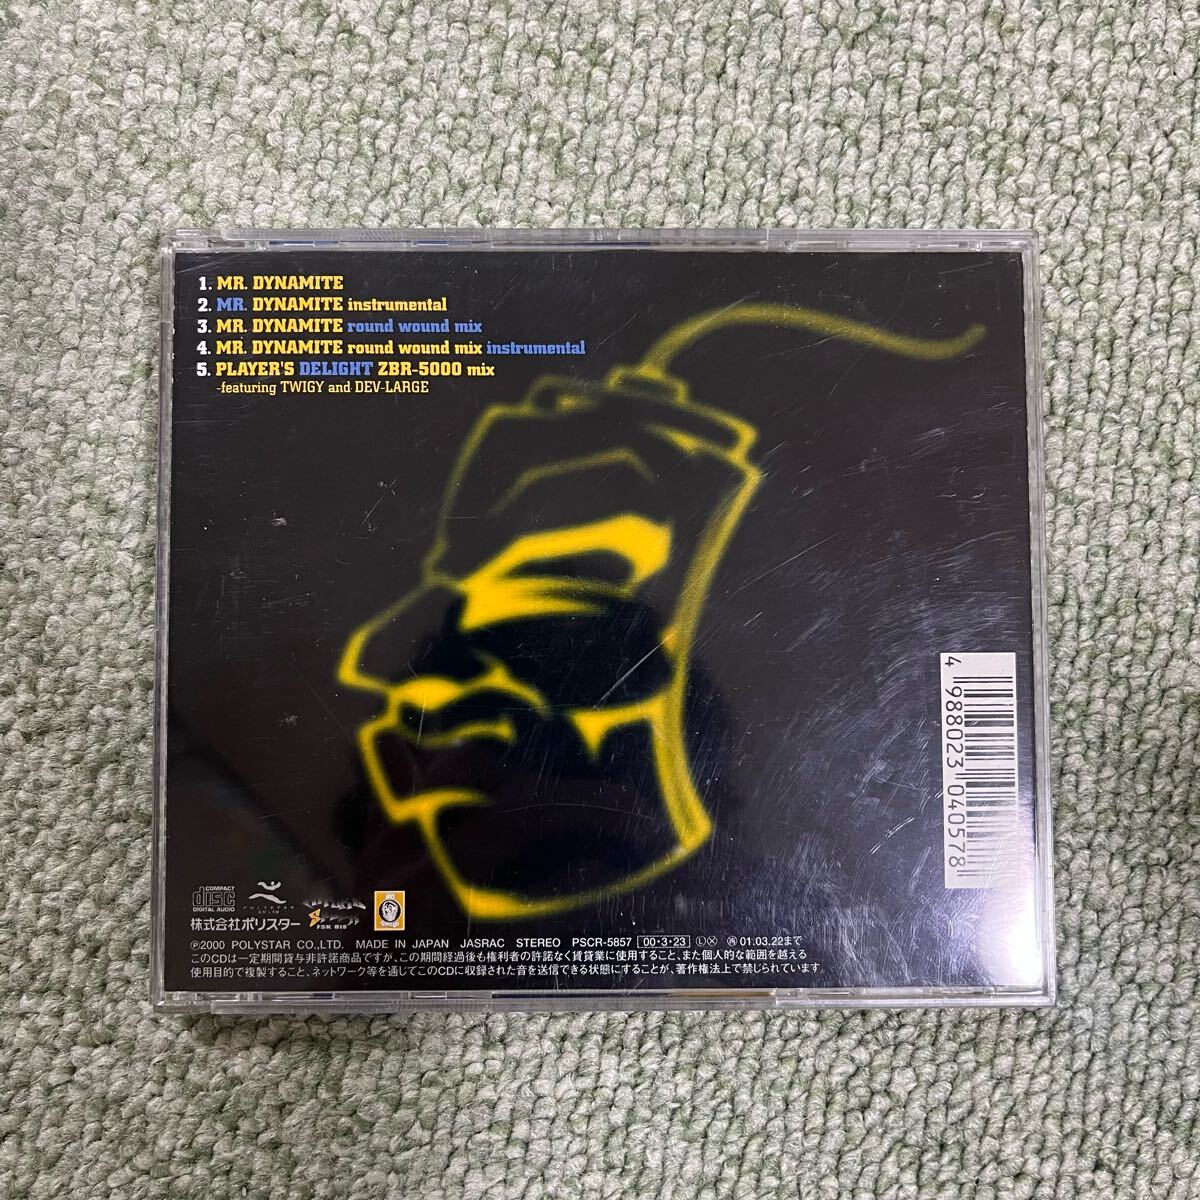 1. MR. DYNAMITE
2. MR. DYNAMITE instrumental
3. MR. DYNAMITE round wound mix
4. MR. DYNAMITE round wound mix instrumental
5. PLAYER'S DELIGHT ZBR-5000 mix
-featuring TWIGY and DEV-LARGE
4 988023 040578
COMPACT
disc
DIGITAL AUDIO
POLYSTAR
CO.,LTD.
株式会社ポリスター
Ⓟ2000 POLYSTAR CO.,LTD. MADE IN JAPAN JASRAC STEREO PSCR-5857 00・3・23 Ⓛ Ⓧ 01.03.22まで
このCDは一定期間貸与非許諾商品ですが、この期間経過後も権利者の許諾なく賃貸業に使用すること、また個人的な範囲を越える
使用目的で複製すること、ネットワーク等を通じてこのCDに収録された音を送信できる状態にすることが、著作権法上で禁じられています。